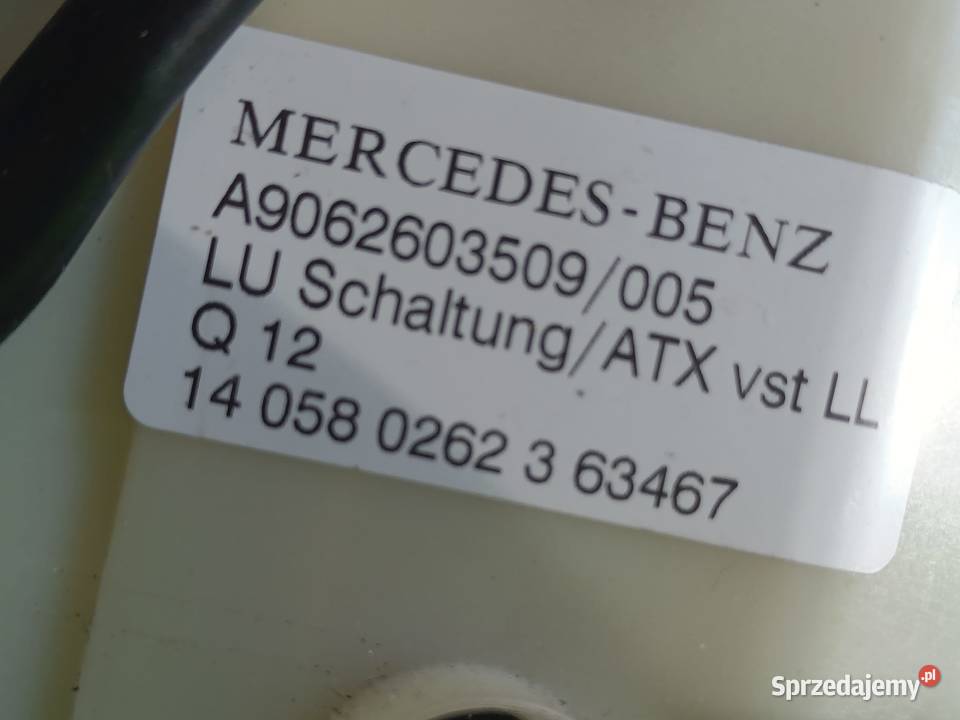 MERCEDES-BENZ
A9062603509/005
LU Schaltung/ATX vst LL
Q 12
14 058 0262 3 63467
Sprzedajemy.pl